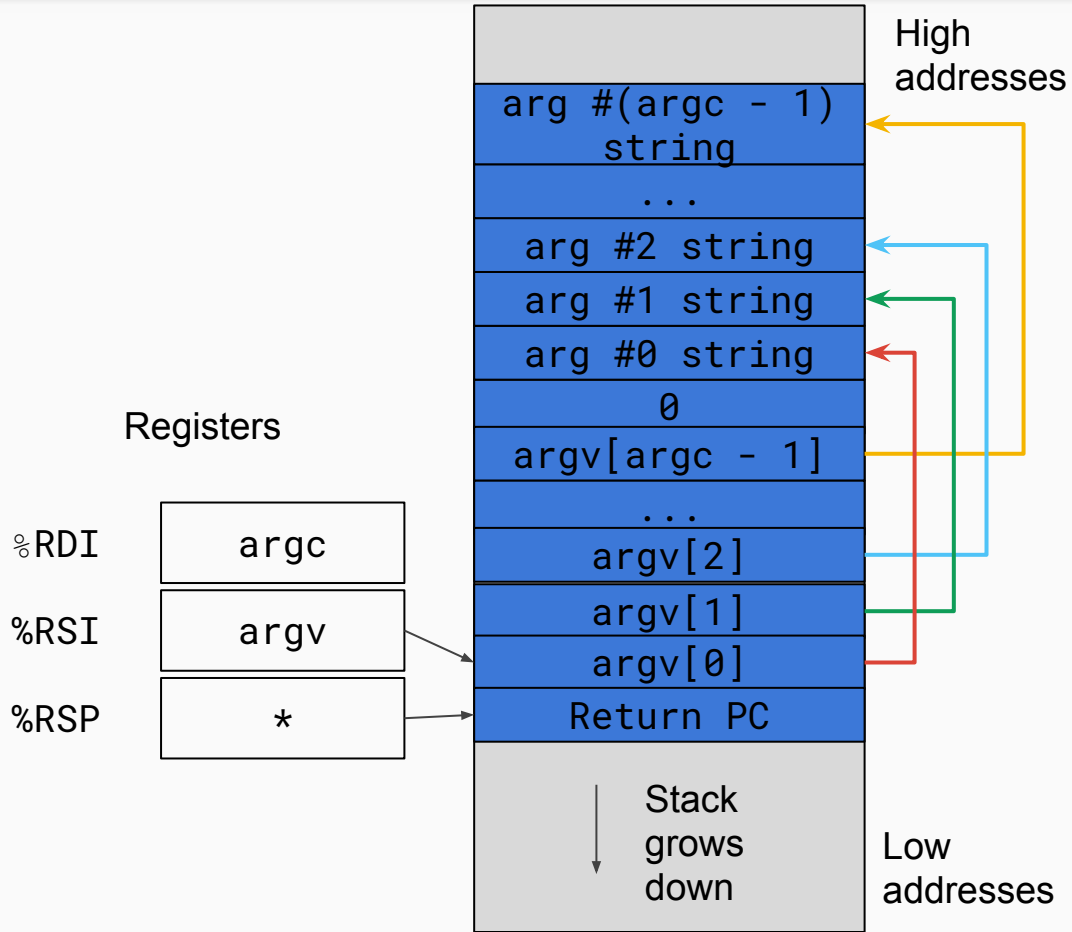 High
addresses
arg #(argc - 1)
string
...
arg #2 string
arg #1 string
arg #0 string
0
Registers
argv[argc - 1]
...
%RDI
argc
argv[2]
%RSI
argv
argv[1]
argv[0]
%RSP
*
Return PC
Stack
grows
down
Low
addresses